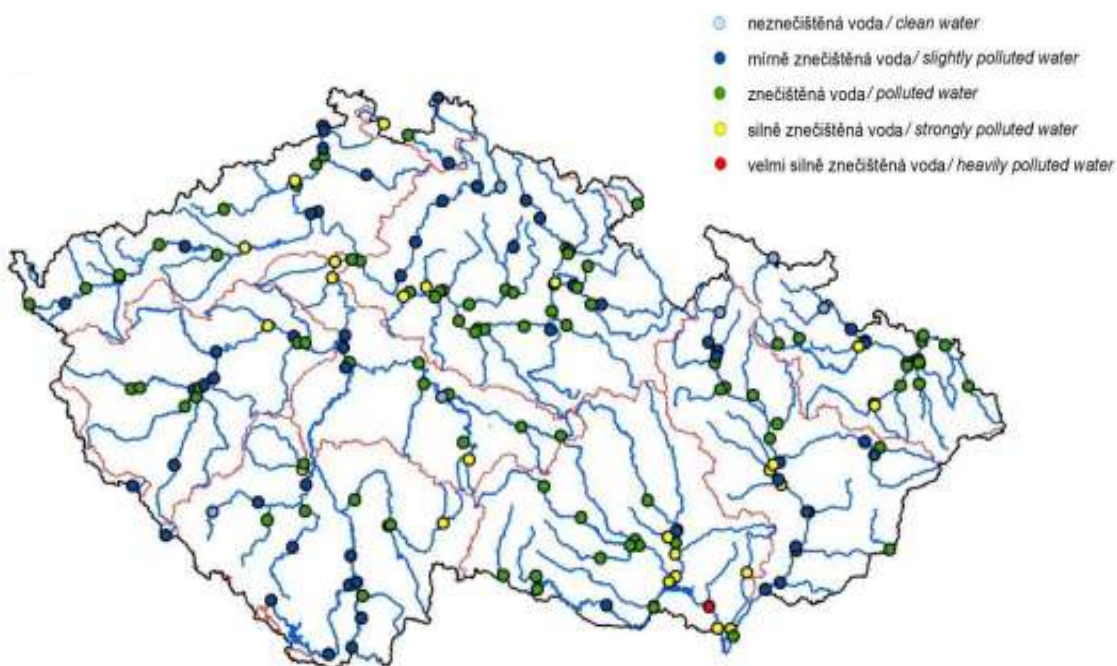 neznečištěná voda / clean water
mírně znečištěná voda / slightly polluted water
znečištěná voda / polluted water
silně znečištěná voda / strongly polluted water
velmi silně znečištěná voda / heavily polluted water